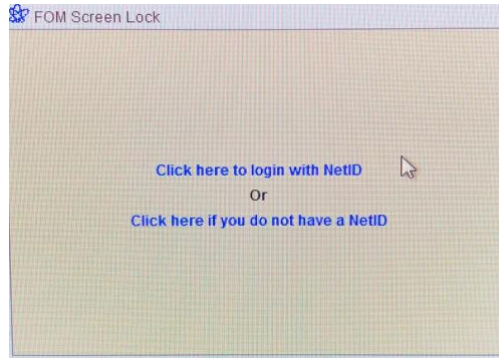 FOM Screen Lock
Click here to login with NetID
Or
Click here if you do not have a NetID